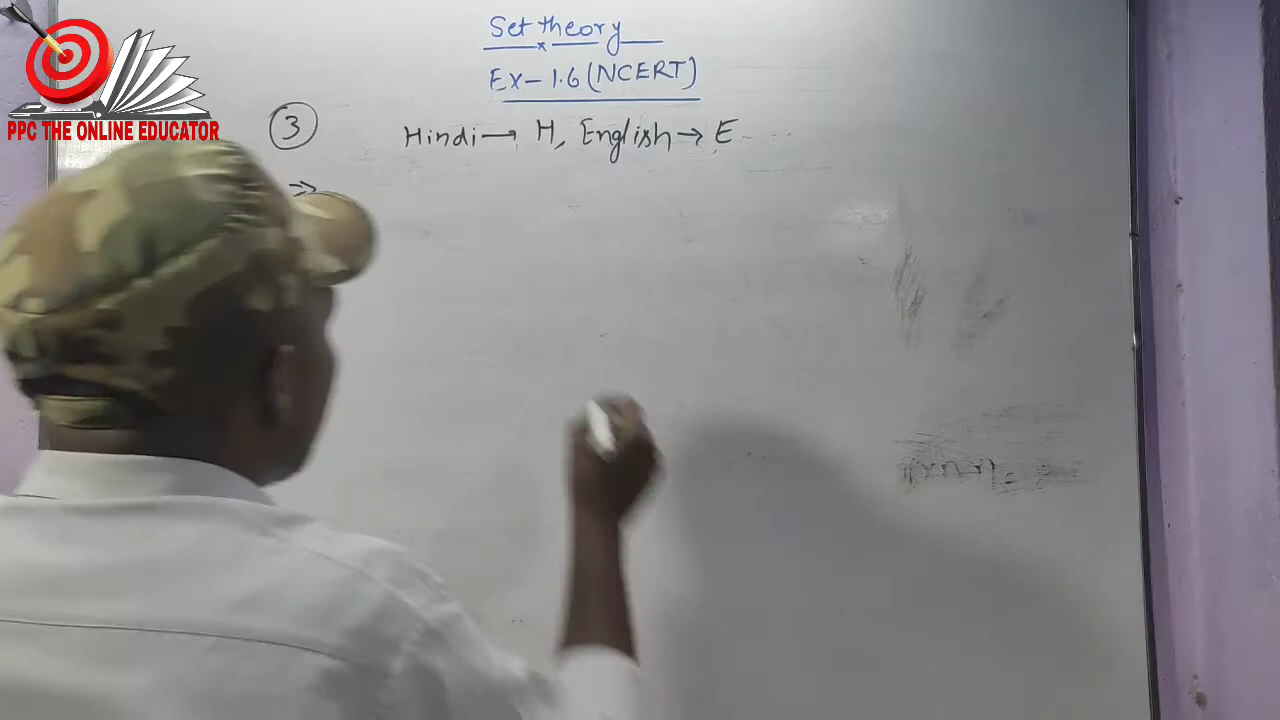 Set theory
Ex-1.6 (NCERT)
PPC THE ONLINE EDUCATOR
3 Hindi → H, English → E
⇒